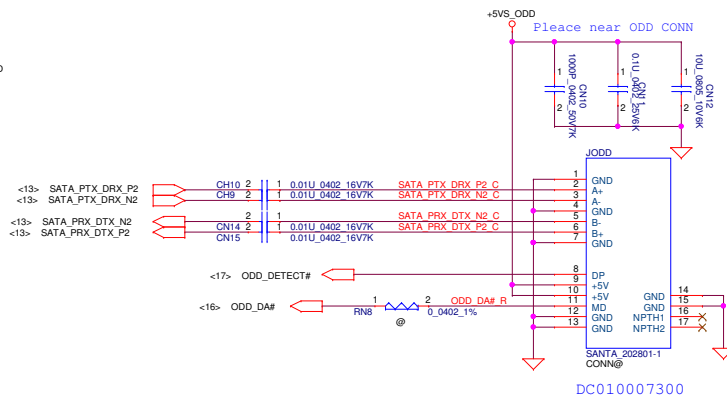 +5VS_ODD
Pleace near ODD CONN
1
2
1000P_0402_50V7K
CN10
1
2
0.1U_0402_25V6K
CN11
1
2
10U_0805_10V6K
CN12
JODD
<13> SATA_PTX_DRX_P2
CH10 2 1 0.01U_0402_16V7K SATA_PTX_DRX_P2_C
<13> SATA_PTX_DRX_N2
CH9 2 1 0.01U_0402_16V7K SATA_PTX_DRX_N2_C
<13> SATA_PRX_DTX_N2
CN14 2 1 0.01U_0402_16V7K SATA_PRX_DTX_N2_C
<13> SATA_PRX_DTX_P2
CN15 2 1 0.01U_0402_16V7K SATA_PRX_DTX_P2_C
1 GND
2 A+
3 A-
4 GND
5 B-
6 B+
7 GND
<17> ODD_DETECT#
8 DP
9 +5V
10 +5V
<16> ODD_DA#
RN8 1 2 ODD_DA#_R
@ 0_0402_1%
11 MD
12 GND
13 GND
GND 14
GND 15
NPTH1 16
NPTH2 17
SANTA_202801-1
CONN@
DC010007300